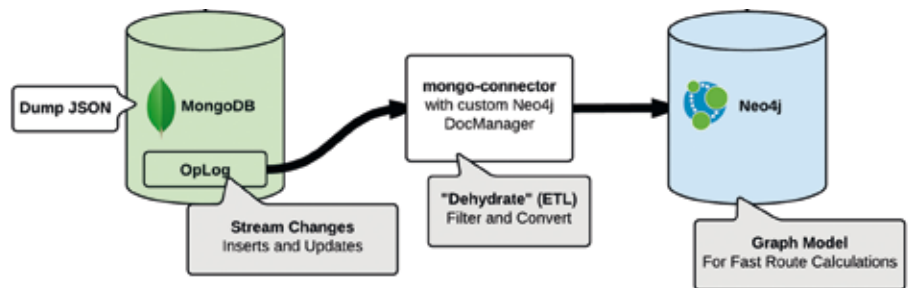 Dump JSON
MongoDB
OpLog
Stream Changes
Inserts and Updates
mongo-connector
with custom Neo4j
DocManager
"Dehydrate" (ETL)
Filter and Convert
Neo4j
Graph Model
For Fast Route Calculations